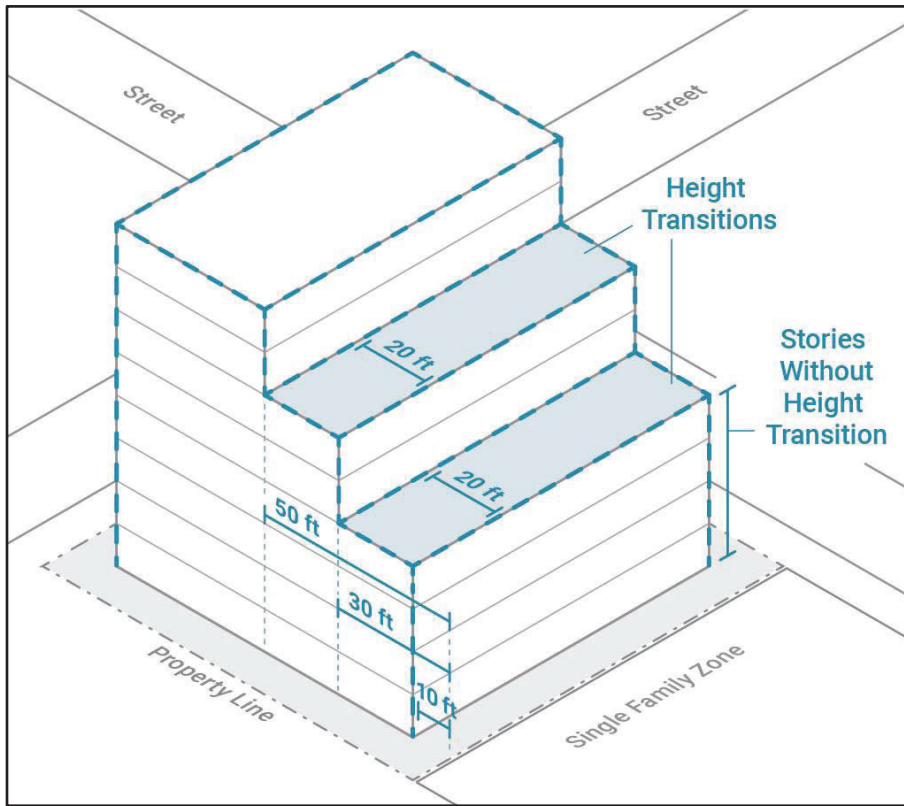 Street
Street
Height
Transitions
20 ft
Stories
Without
Height
Transition
20 ft
50 ft
30 ft
10 ft
Property Line
Single Family Zone